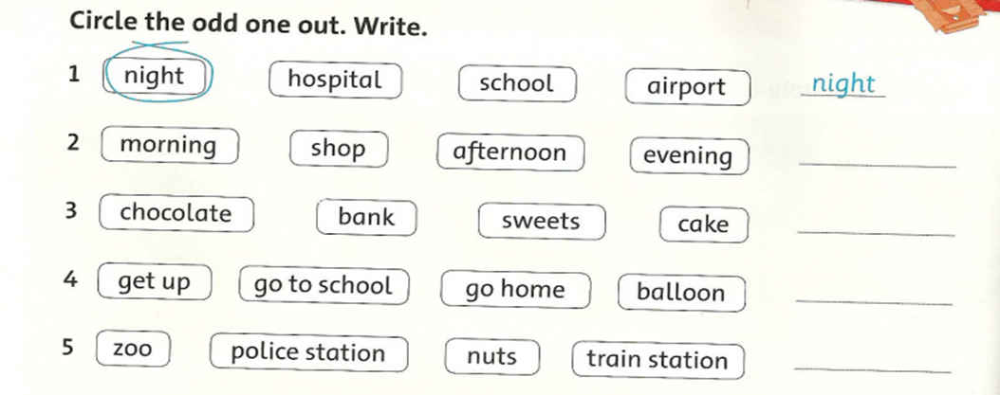 Circle the odd one out. Write.
1 night hospital school airport night
2 morning shop afternoon evening
3 chocolate bank sweets cake
4 get up go to school go home balloon
5 zoo police station nuts train station